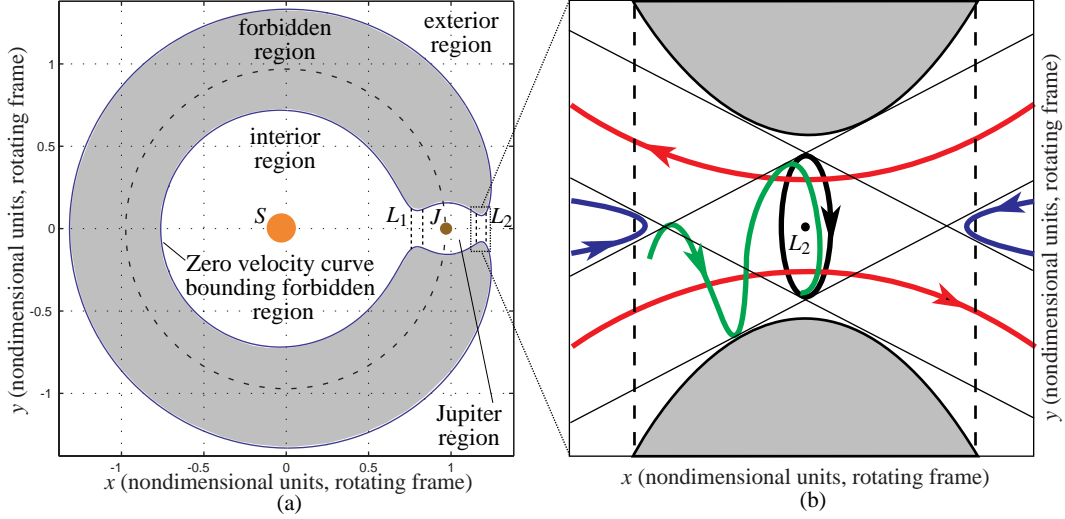 forbidden
region
exterior
region
interior
region
S
L1
J
L2
Zero velocity curve
bounding forbidden
region
Jupiter
region
1
0.5
0
-0.5
-1
-1
-0.5
0
0.5
1
y (nondimensional units, rotating frame)
x (nondimensional units, rotating frame)
(a)
L2
y (nondimensional units, rotating frame)
x (nondimensional units, rotating frame)
(b)